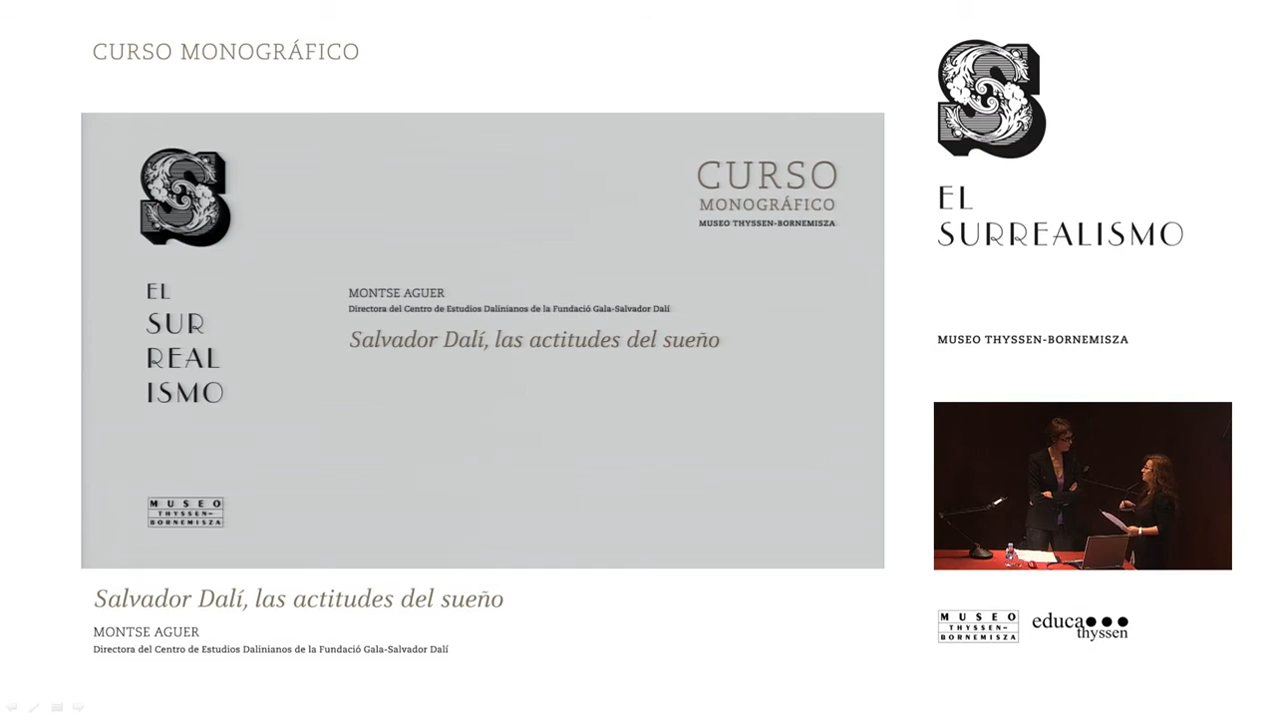 CURSO MONOGRÁFICO
S
EL
SUR
REAL
ISMO
CURSO
MONOGRÁFICO
MUSEO THYSSEN-BORNEMISZA
MONTSE AGUER
Directora del Centro de Estudios Dalinianos de la Fundació Gala-Salvador Dalí
Salvador Dalí, las actitudes del sueño
MUSEO
THYSSEN-
BORNEMISZA
Salvador Dalí, las actitudes del sueño
MONTSE AGUER
Directora del Centro de Estudios Dalinianos de la Fundació Gala-Salvador Dalí
S
EL
SURREALISMO
MUSEO THYSSEN-BORNEMISZA
MUSEO
THYSSEN-
BORNEMISZA
educa
thyssen